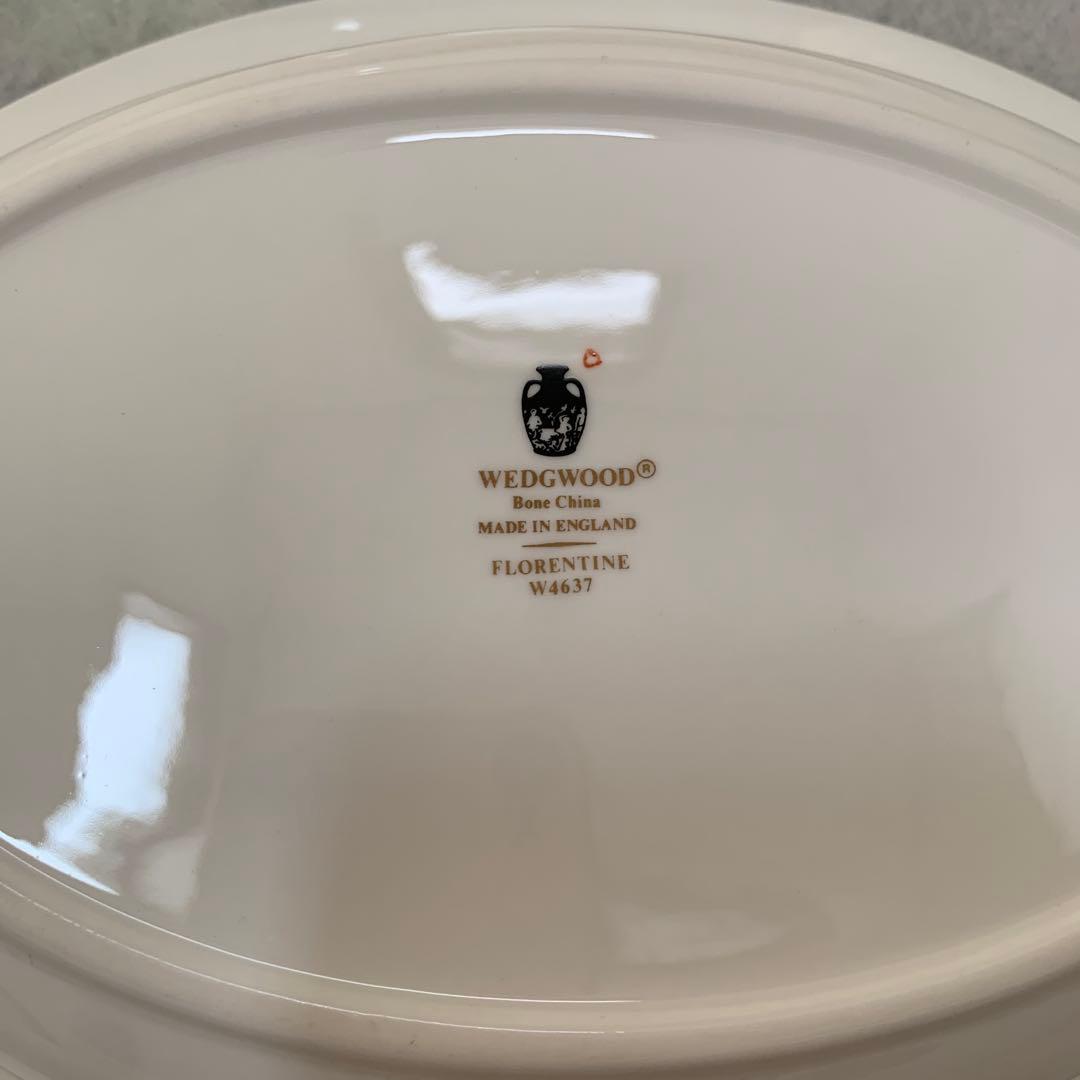 WEDGWOOD®
Bone China
MADE IN ENGLAND
FLORENTINE
W4637